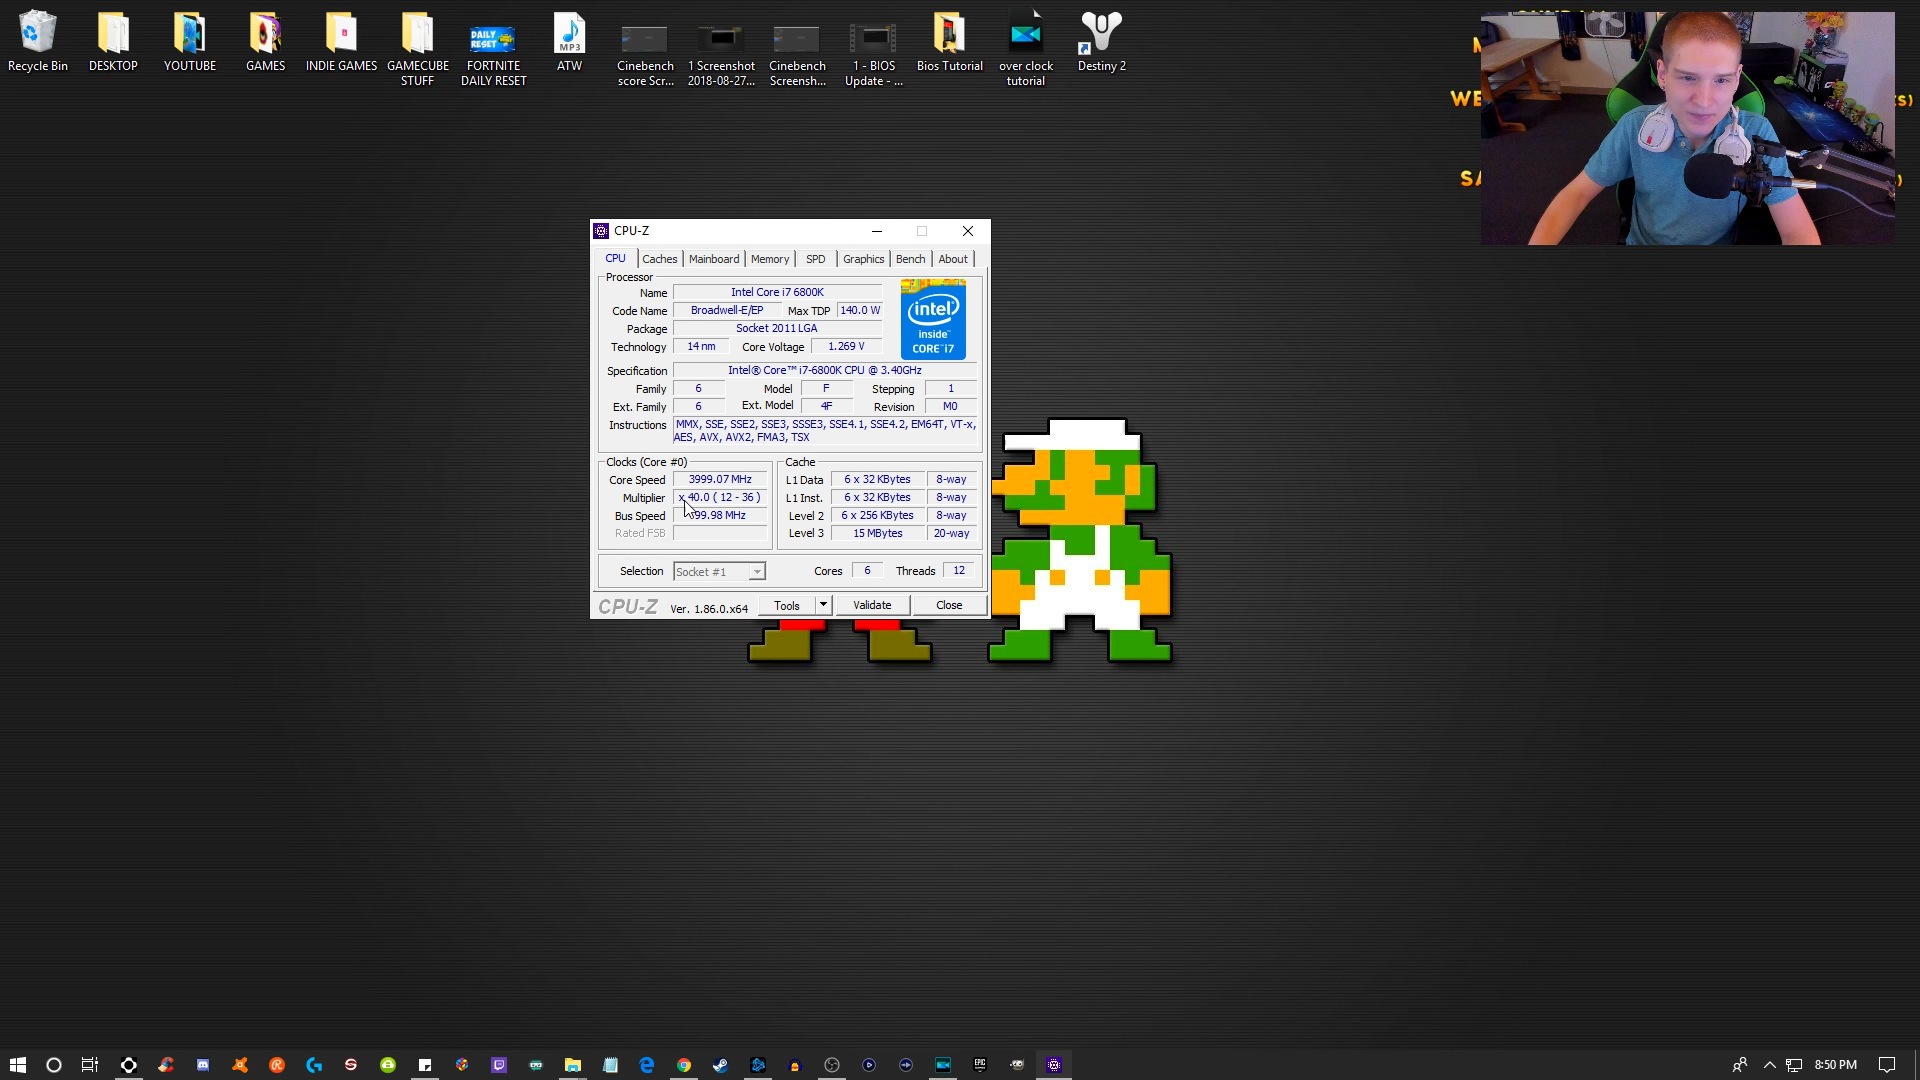 Recycle Bin
DESKTOP
YOUTUBE
GAMES
INDIE GAMES
GAMECUBE
STUFF
FORTNITE
DAILY RESET
DAILY
RESET
MP3
ATW
Cinebench
score Scr...
1 Screenshot
2018-08-27...
Cinebench
Screensh...
1 - BIOS
Update - ...
Bios Tutorial
over clock
tutorial
Destiny 2
M
WE
S)
SA
)
CPU-Z
CPU Caches Mainboard Memory SPD Graphics Bench About
Processor
Name Intel Core i7 6800K
Code Name Broadwell-E/EP Max TDP 140.0 W
Package Socket 2011 LGA
Technology 14 nm Core Voltage 1.269 V
intel
inside™
CORE™i7
Specification Intel® Core™ i7-6800K CPU @ 3.40GHz
Family 6 Model F Stepping 1
Ext. Family 6 Ext. Model 4F Revision M0
Instructions MMX, SSE, SSE2, SSE3, SSSE3, SSE4.1, SSE4.2, EM64T, VT-x,
AES, AVX, AVX2, FMA3, TSX
Clocks (Core #0)
Core Speed 3999.07 MHz
Multiplier x 40.0 ( 12 - 36 )
Bus Speed 99.98 MHz
Rated FSB
Cache
L1 Data 6 x 32 KBytes 8-way
L1 Inst. 6 x 32 KBytes 8-way
Level 2 6 x 256 KBytes 8-way
Level 3 15 MBytes 20-way
Selection Socket #1 Cores 6 Threads 12
CPU-Z Ver. 1.86.0.x64 Tools Validate Close
8:50 PM